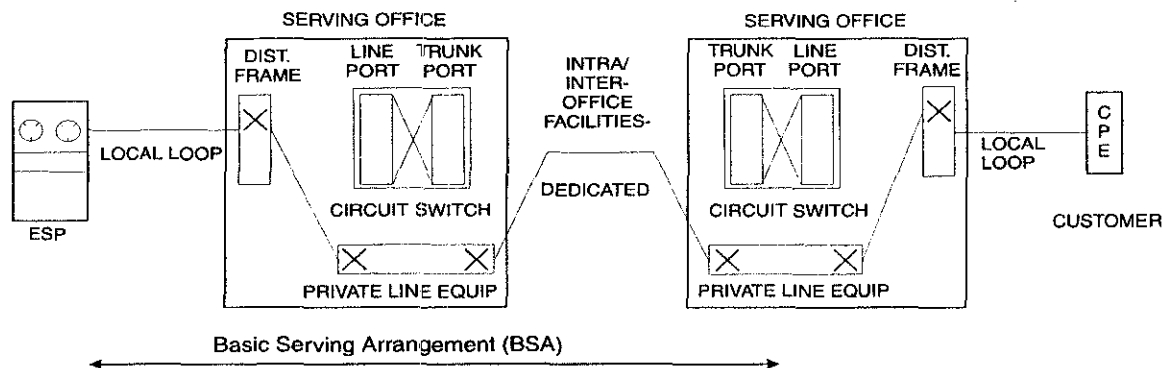 SERVING OFFICE
DIST.
FRAME
LINE
PORT
TRUNK
PORT
CIRCUIT SWITCH
PRIVATE LINE EQUIP
LOCAL LOOP
ESP
INTRA/
INTER-
OFFICE
FACILITIES-
DEDICATED
SERVING OFFICE
TRUNK
PORT
LINE
PORT
DIST.
FRAME
CIRCUIT SWITCH
PRIVATE LINE EQUIP
LOCAL
LOOP
C
P
E
CUSTOMER
Basic Serving Arrangement (BSA)